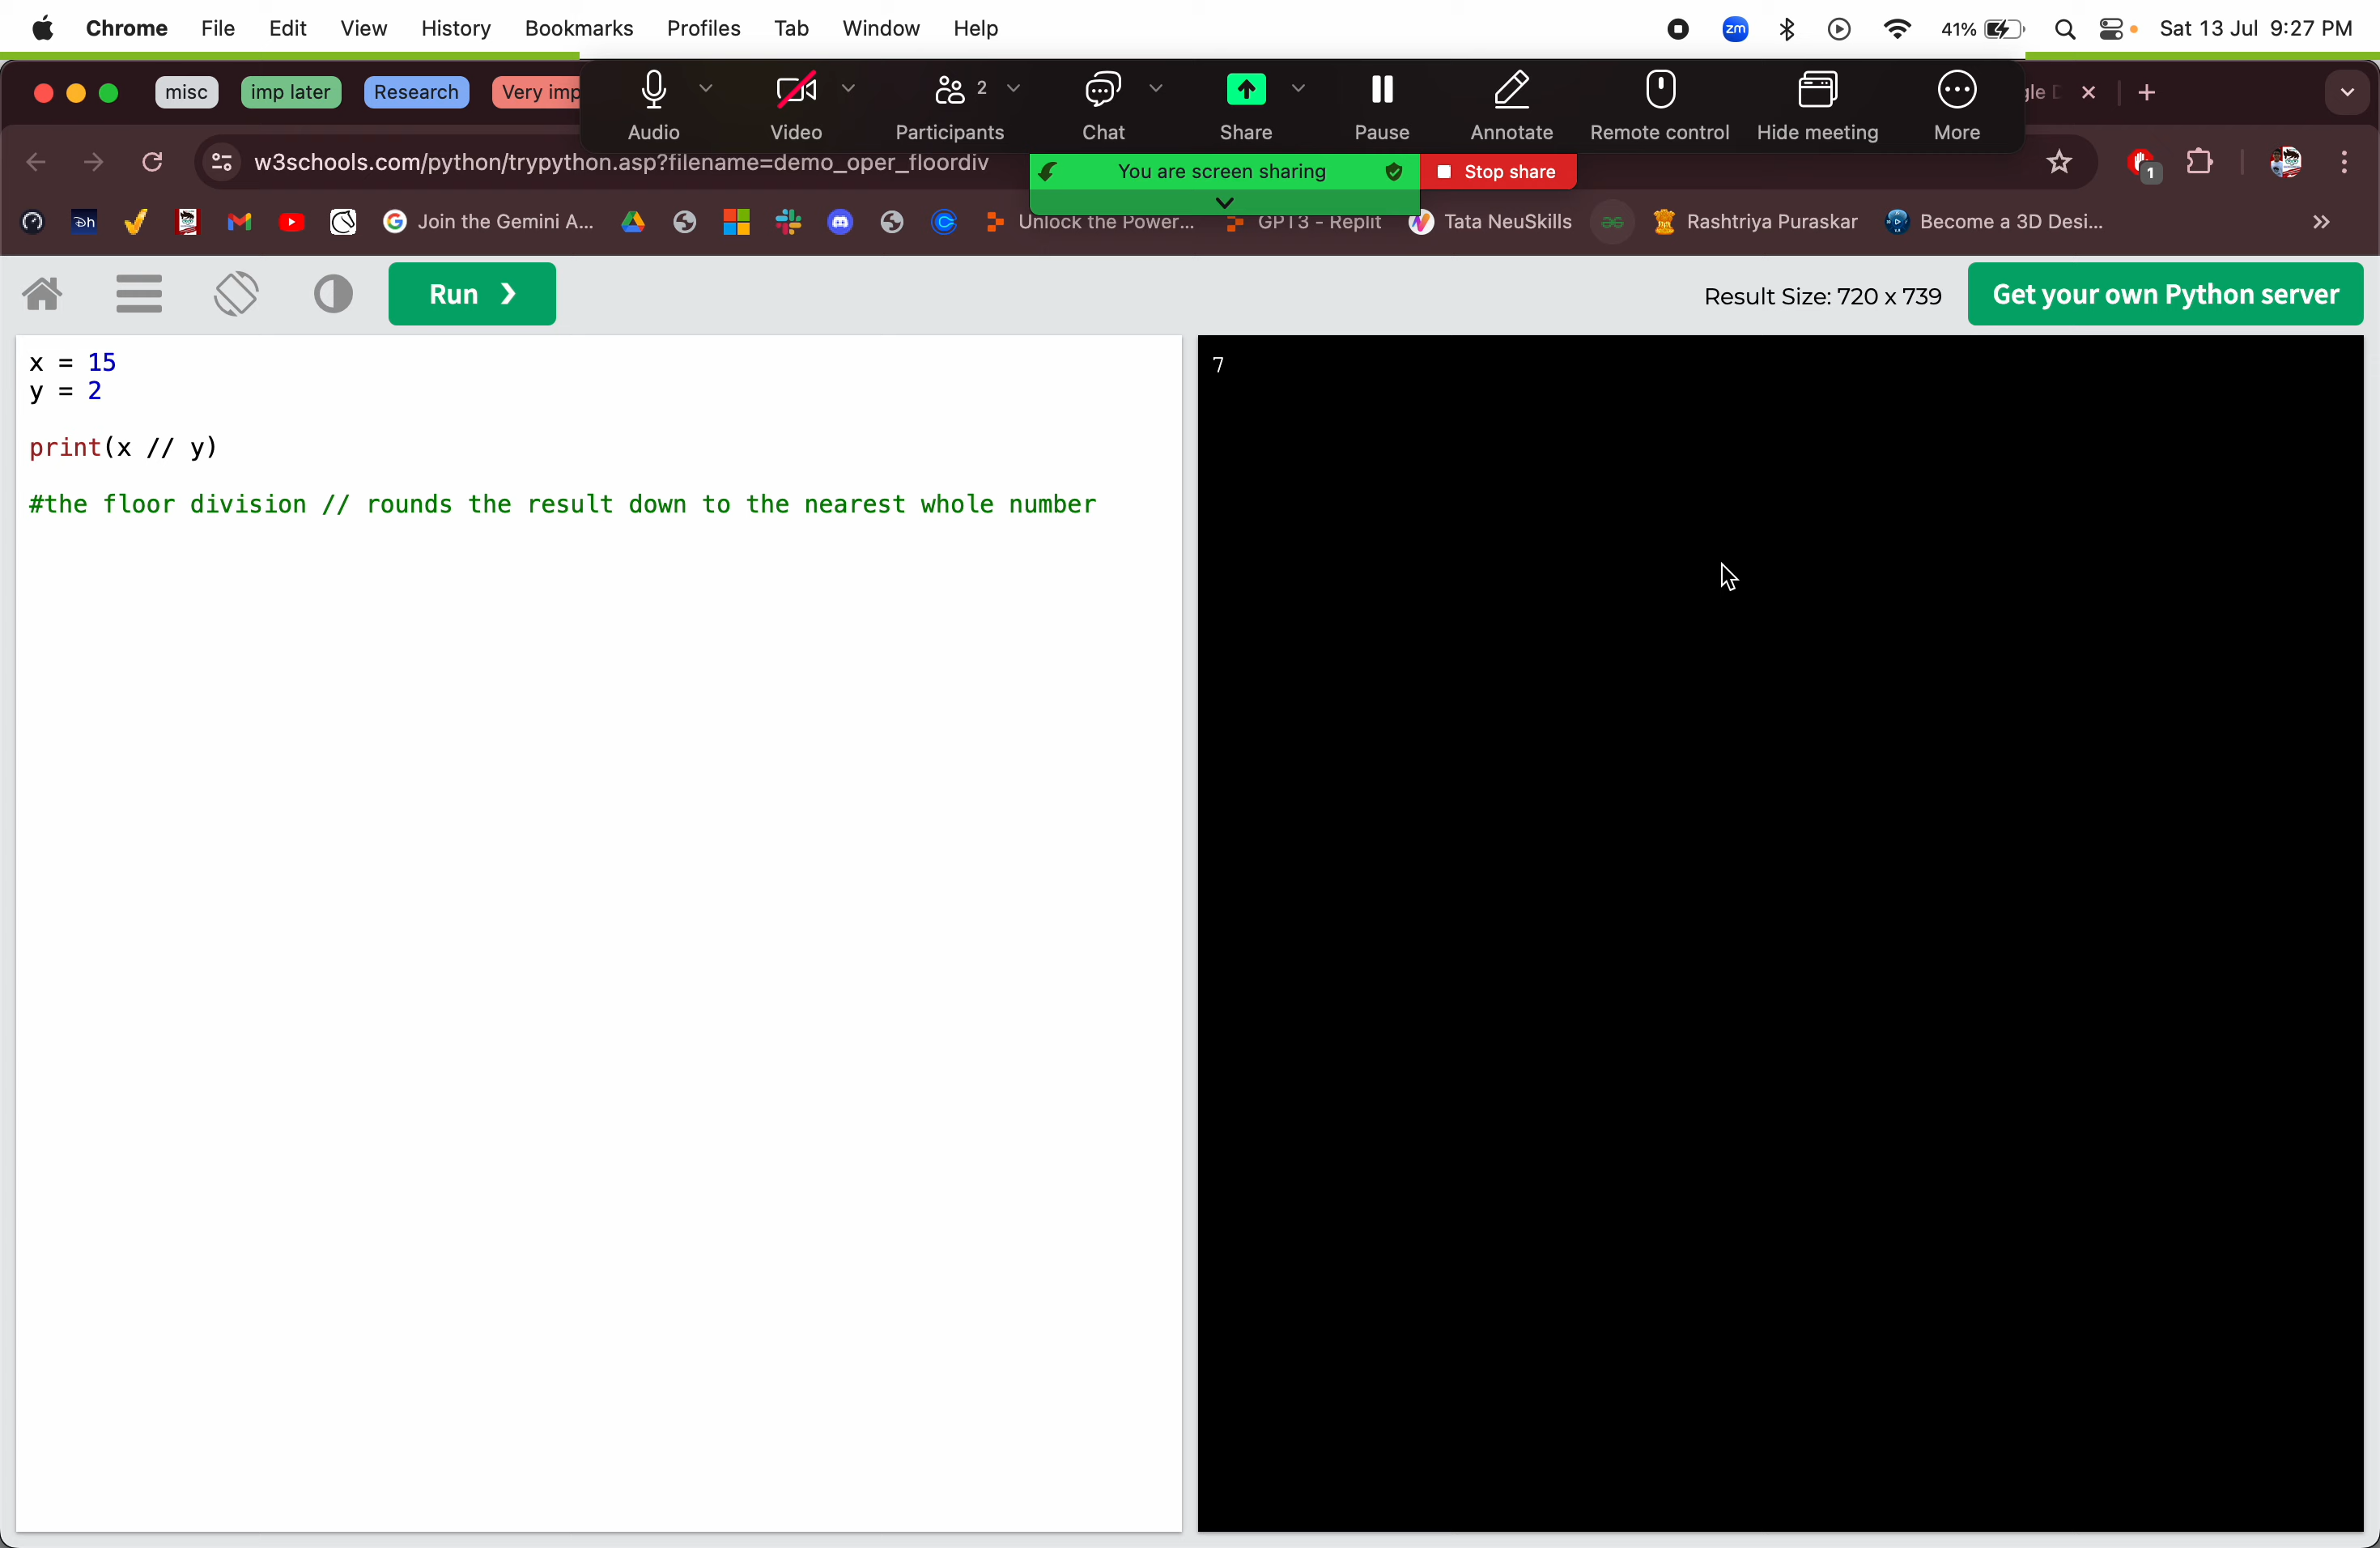 Chrome File Edit View History Bookmarks Profiles Tab Window Help zm 41% Sat 13 Jul 9:27 PM
misc imp later Research Very imp 2
Audio Video Participants Chat Share Pause Annotate Remote control Hide meeting More
w3schools.com/python/trypython.asp?filename=demo_oper_floordiv You are screen sharing Stop share 1
Join the Gemini A... Unlock the Power... GPT3 - Replit Tata NeuSkills Rashtriya Puraskar Become a 3D Desi...
Run ❯ Result Size: 720 x 739 Get your own Python server
x = 15
y = 2
print(x // y)
#the floor division // rounds the result down to the nearest whole number
7